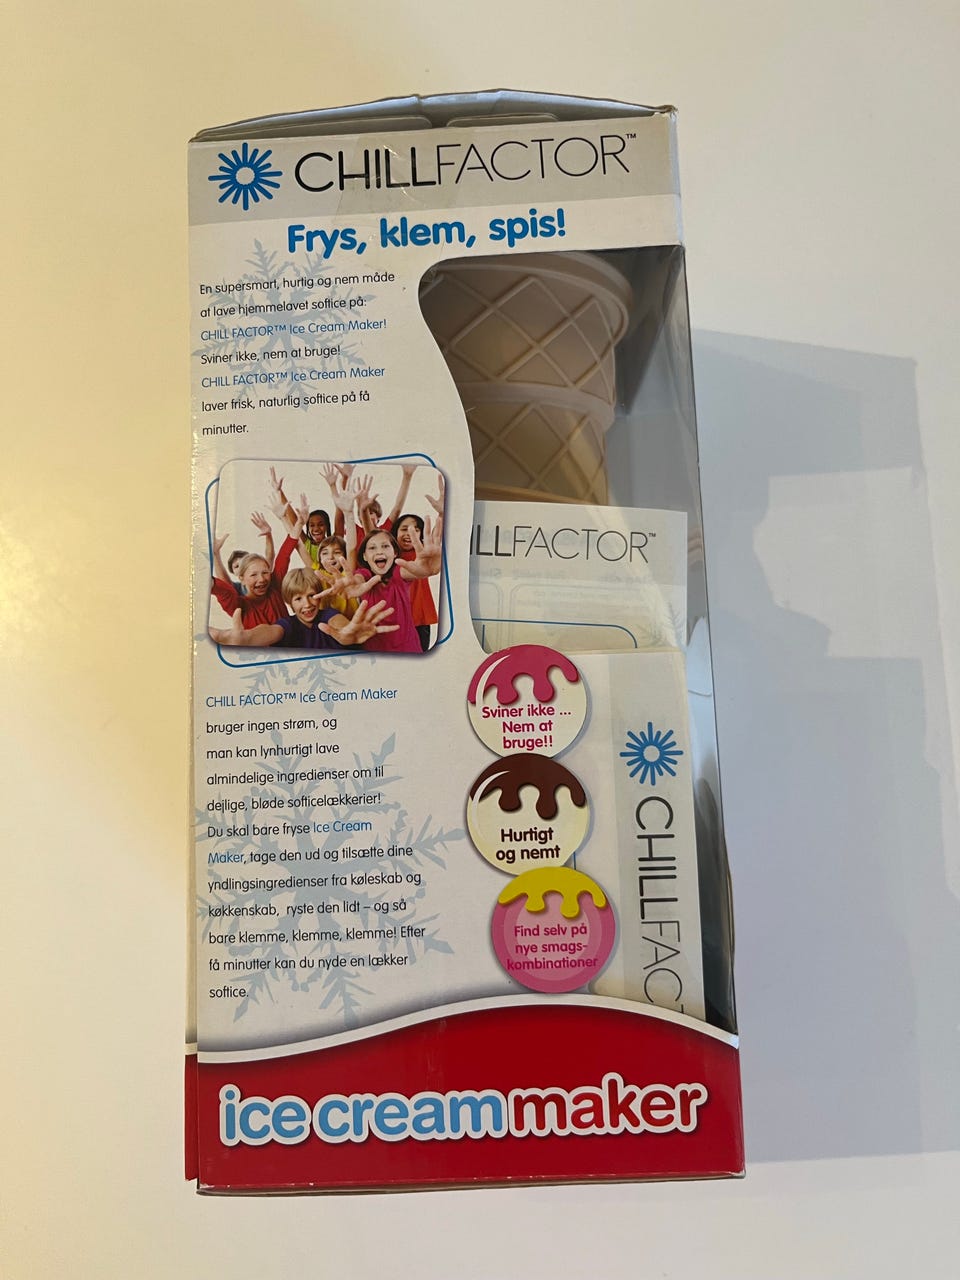 CHILLFACTOR™
Frys, klem, spis!
En supersmart, hurtig og nem måde
at lave hjemmelavet softice på:
CHILL FACTOR™ Ice Cream Maker!
Sviner ikke, nem at bruge!
CHILL FACTOR™ Ice Cream Maker
laver frisk, naturlig softice på få
minutter.
ILLFACTOR™
CHILL FACTOR™ Ice Cream Maker
bruger ingen strøm, og
man kan lynhurtigt lave
almindelige ingredienser om til
dejlige, bløde softicelækkerier!
Du skal bare fryse Ice Cream
Maker, tage den ud og tilsætte dine
yndlingsingredienser fra køleskab og
køkkenskab, ryste den lidt – og så
bare klemme, klemme, klemme! Efter
få minutter kan du nyde en lækker
softice.
Sviner ikke ...
Nem at
bruge!!
Hurtigt
og nemt
Find selv på
nye smags-
kombinationer
CHILLFAC
ice cream maker